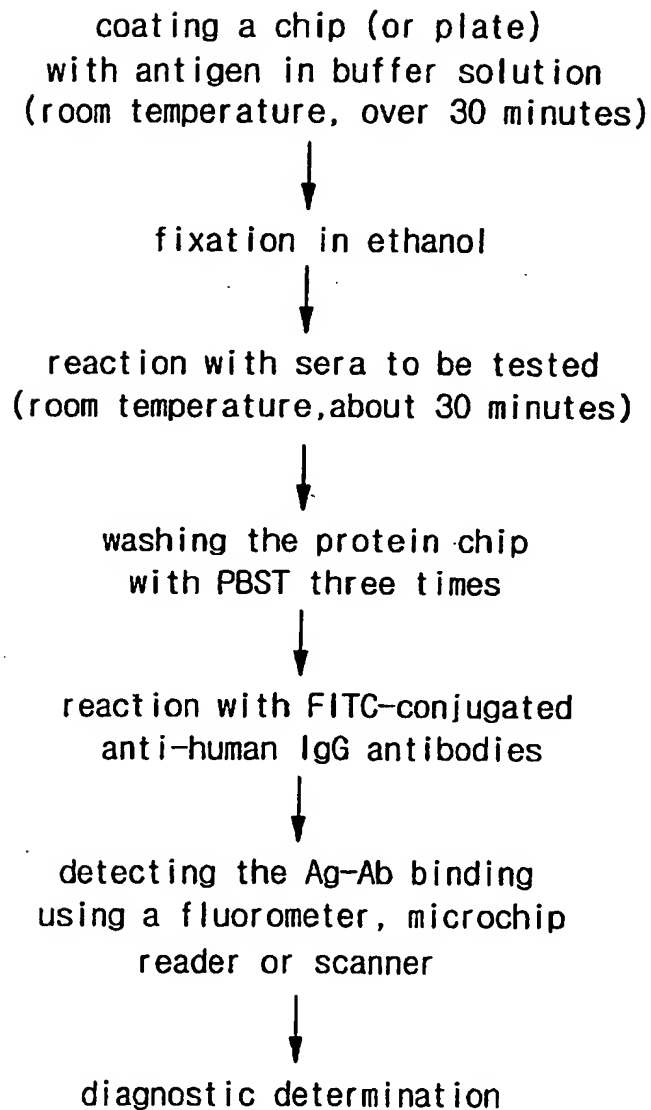 coating a chip (or plate)
with antigen in buffer solution
(room temperature, over 30 minutes)
fixation in ethanol
reaction with sera to be tested
(room temperature,about 30 minutes)
washing the protein chip
with PBST three times
reaction with FITC-conjugated
anti-human IgG antibodies
detecting the Ag-Ab binding
using a fluorometer, microchip
reader or scanner
diagnostic determination